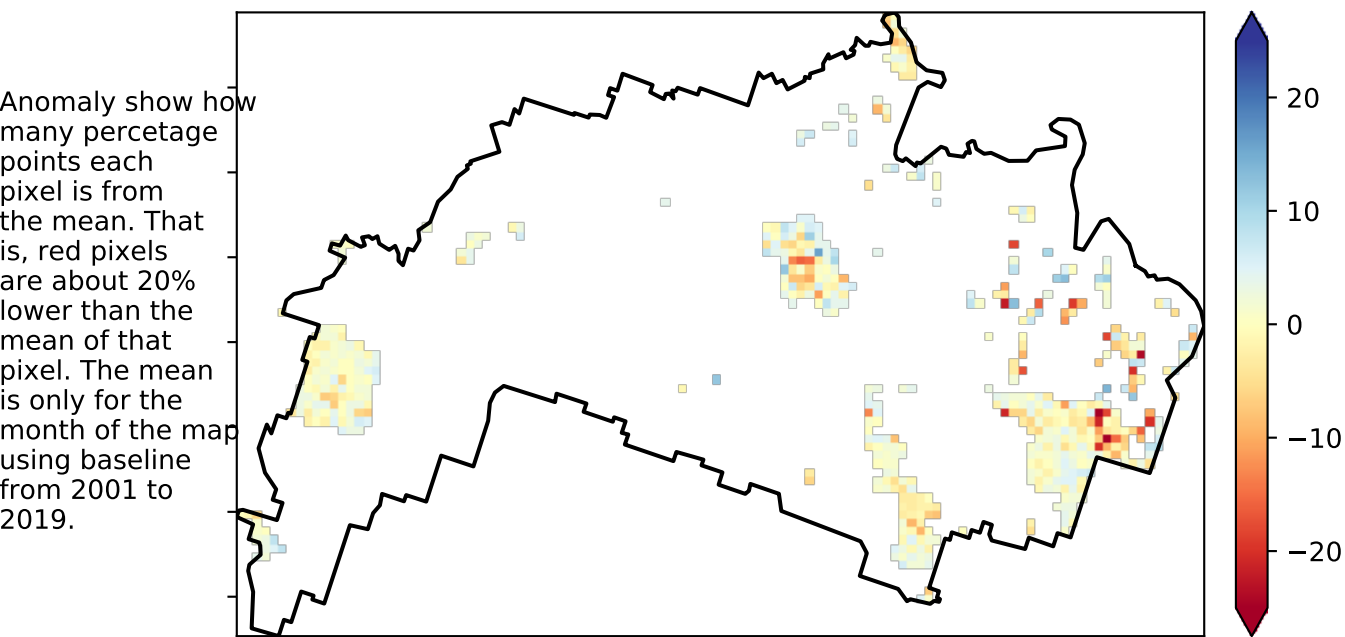 Anomaly show how
many percetage
points each
pixel is from
the mean. That
is, red pixels
are about 20%
lower than the
mean of that
pixel. The mean
is only for the
month of the map
using baseline
from 2001 to
2019.
20
10
0
−10
−20